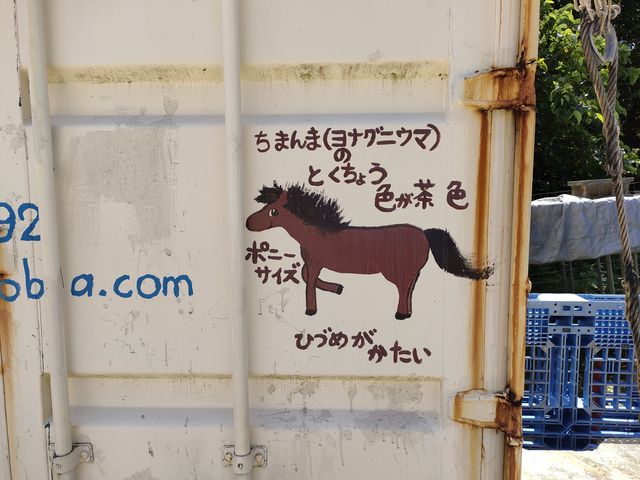 ちまんま(ヨナグニウマ)
の
とくちょう
色が茶色
ポニー
サイズ
ひづめが
かたい
92
ob a.com